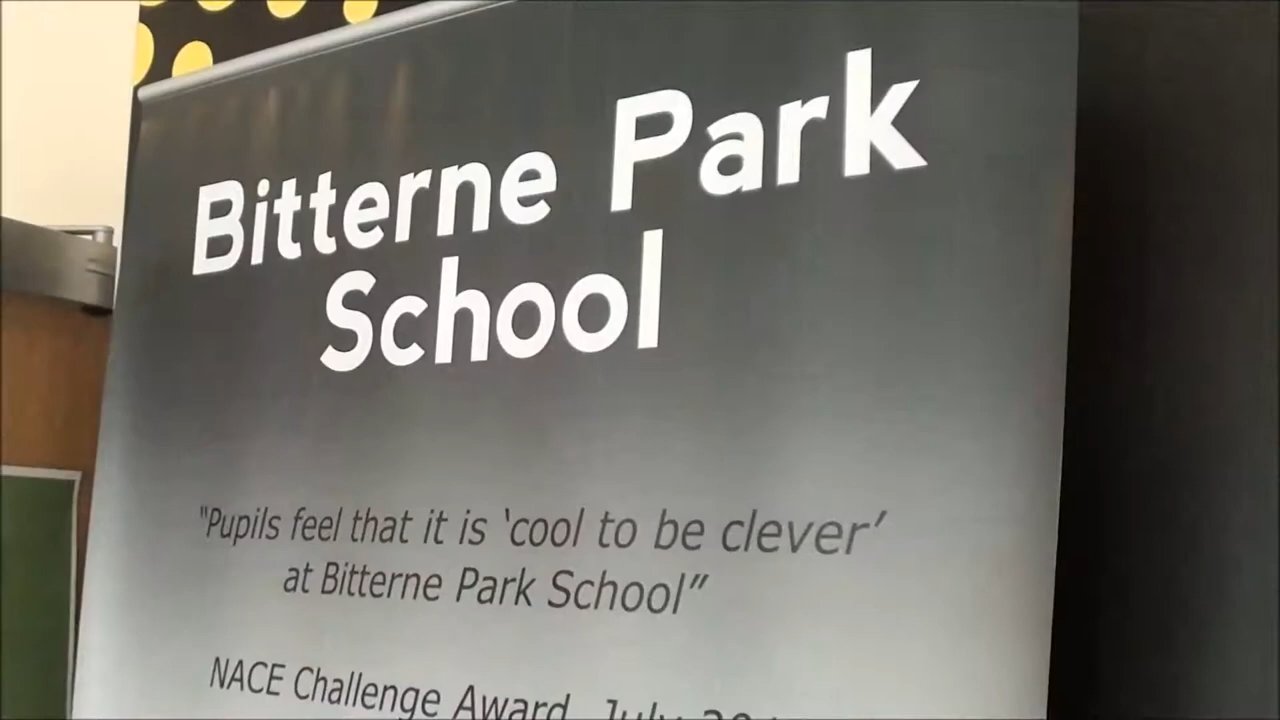 Bitterne Park
School
"Pupils feel that it is ‘cool to be clever’
at Bitterne Park School”
NACE Challenge Award, July